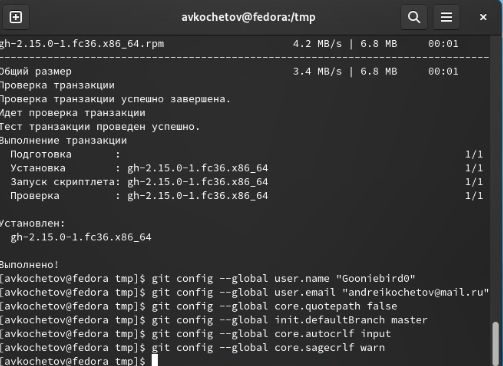 avkochetov@fedora:/tmp
gh-2.15.0-1.fc36.x86_64.rpm 4.2 MB/s | 6.8 MB 00:01
--------------------------------------------------------------------------------
Общий размер 3.4 MB/s | 6.8 MB 00:01
Проверка транзакции
Проверка транзакции успешно завершена.
Идет проверка транзакции
Тест транзакции проведен успешно.
Выполнение транзакции
Подготовка : 1/1
Установка : gh-2.15.0-1.fc36.x86_64 1/1
Запуск скриптлета: gh-2.15.0-1.fc36.x86_64 1/1
Проверка : gh-2.15.0-1.fc36.x86_64 1/1
Установлен:
gh-2.15.0-1.fc36.x86_64
Выполнено!
[avkochetov@fedora tmp]$ git config --global user.name "Gooniebird0"
[avkochetov@fedora tmp]$ git config --global user.email "andreikochetov@mail.ru"
[avkochetov@fedora tmp]$ git config --global core.quotepath false
[avkochetov@fedora tmp]$ git config --global init.defaultBranch master
[avkochetov@fedora tmp]$ git config --global core.autocrlf input
[avkochetov@fedora tmp]$ git config --global core.sagecrlf warn
[avkochetov@fedora tmp]$